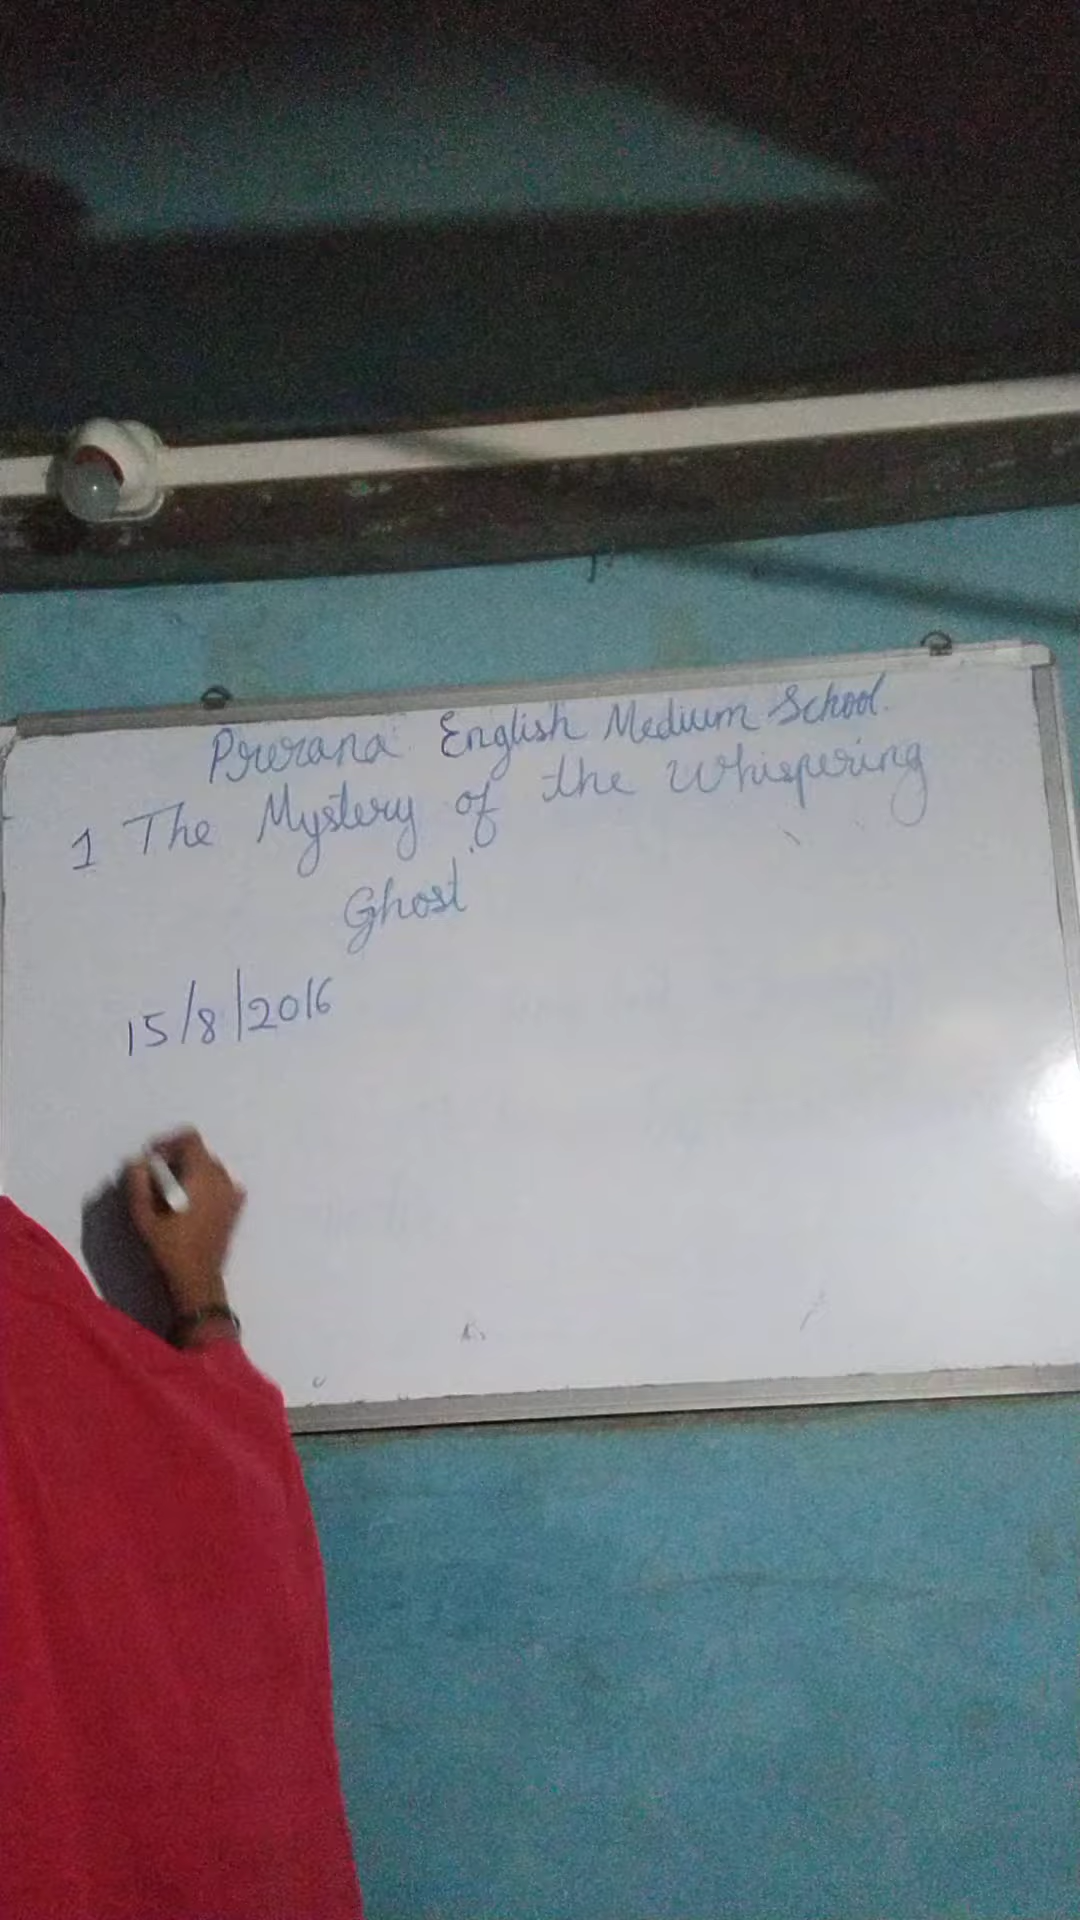 Prerana English Medium School.
1 The Mystery of the Whispering
Ghost
15/8/2016